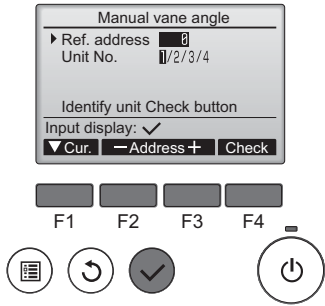 Manual vane angle
Ref. address 0
Unit No. 1/2/3/4
Identify unit Check button
Input display: ✓
▼Cur. −Address+ Check
F1 F2 F3 F4